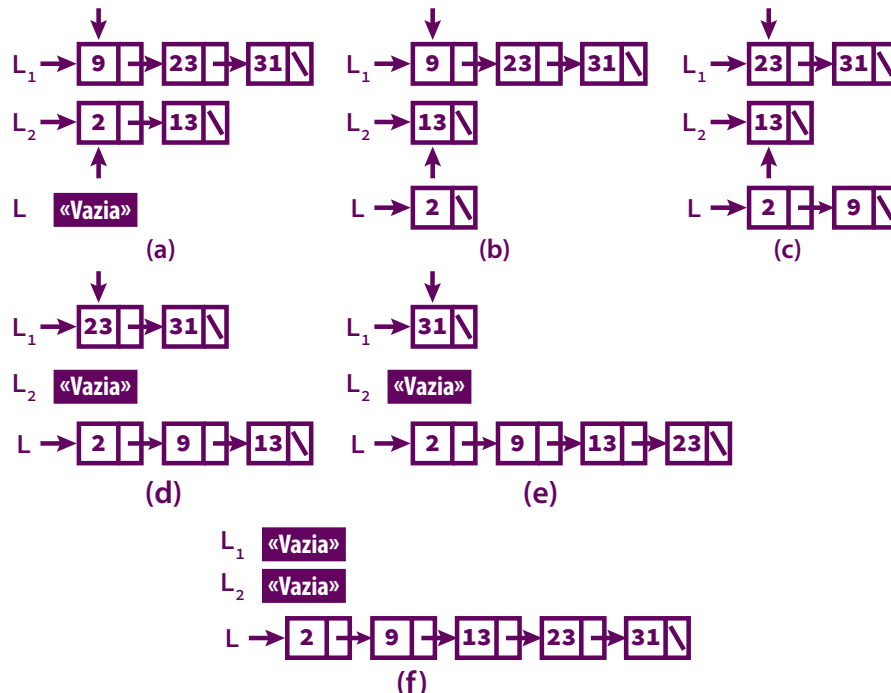 L₁ 9 23 31
L₂ 2 13
L «Vazia»
(a)
L₁ 9 23 31
L₂ 13
L 2
(b)
L₁ 23 31
L₂ 13
L 2 9
(c)
L₁ 23 31
L₂ «Vazia»
L 2 9 13
(d)
L₁ 31
L₂ «Vazia»
L 2 9 13 23
(e)
L₁ «Vazia»
L₂ «Vazia»
L 2 9 13 23 31
(f)